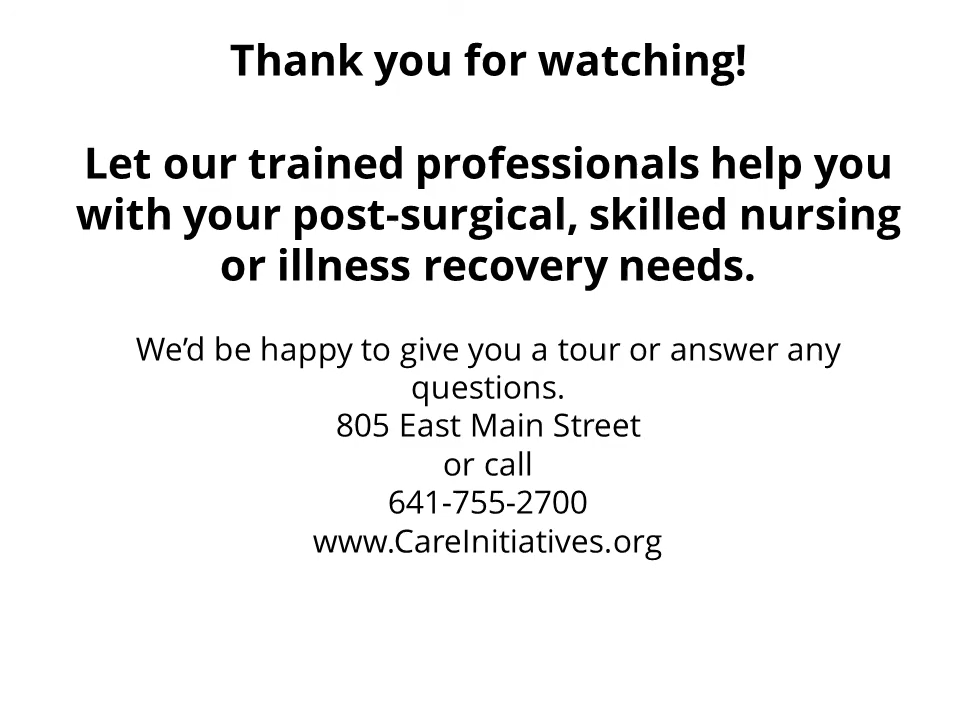 Thank you for watching!
Let our trained professionals help you
with your post-surgical, skilled nursing
or illness recovery needs.
We’d be happy to give you a tour or answer any
questions.
805 East Main Street
or call
641-755-2700
www.CareInitiatives.org